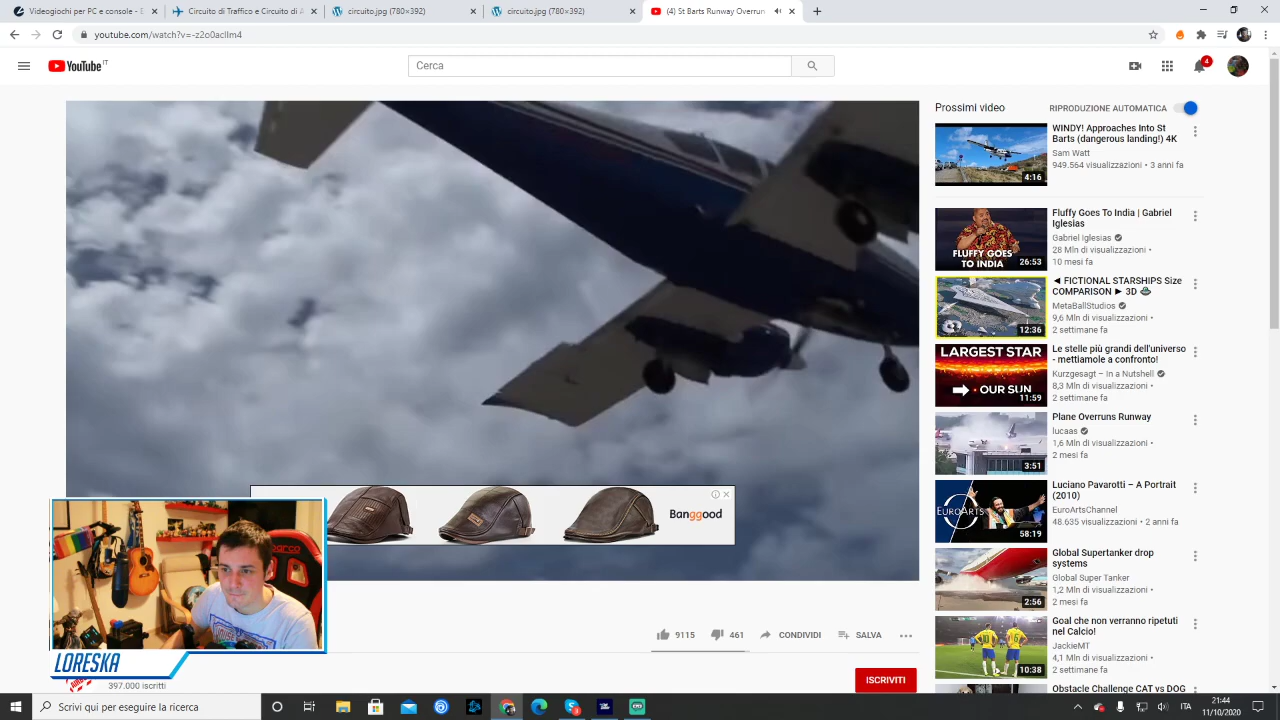 Videogiochi per PC e console - R
Circuito di Traffico e Circuito di A
circuito.jpg (780×392)
circuito.jpg (780×392)
(4) St Barts Runway Overrun
youtube.com/watch?v=-z2o0aclIm4
YouTube IT
Cerca
4
Prossimi video
RIPRODUZIONE AUTOMATICA
WINDY! Approaches Into St
Barts (dangerous landing!) 4K
Sam Watt
949.564 visualizzazioni • 3 anni fa
4:16
Fluffy Goes To India | Gabriel
Iglesias
Gabriel Iglesias
28 Mln di visualizzazioni •
10 mesi fa
FLUFFY GOES
TO INDIA
26:53
◄ FICTIONAL STARSHIPS Size
COMPARISON ► 3D
MetaBallStudios
9,6 Mln di visualizzazioni •
2 settimane fa
12:36
Le stelle più grandi dell'universo
- mettiamole a confronto!
Kurzgesagt – In a Nutshell
8,3 Mln di visualizzazioni •
2 settimane fa
LARGEST STAR
OUR SUN
11:59
Plane Overruns Runway
lucaas
1,6 Mln di visualizzazioni •
2 mesi fa
3:51
Luciano Pavarotti – A Portrait
(2010)
EuroArtsChannel
48.635 visualizzazioni • 2 anni fa
EUROARTS
58:19
Global Supertanker drop
systems
Global Super Tanker
1,2 Mln di visualizzazioni •
2 mesi fa
2:56
Goal che non verranno ripetuti
nel Calcio!
JackieMT
4,1 Mln di visualizzazioni •
2 mesi fa
10:38
Obstacle Challenge CAT vs DOG
Banggood
9115
461
CONDIVIDI
SALVA
LORESKA
397.000 iscritti
ISCRIVITI
Scrivi qui per eseguire la ricerca
ITA
21:44
11/10/2020